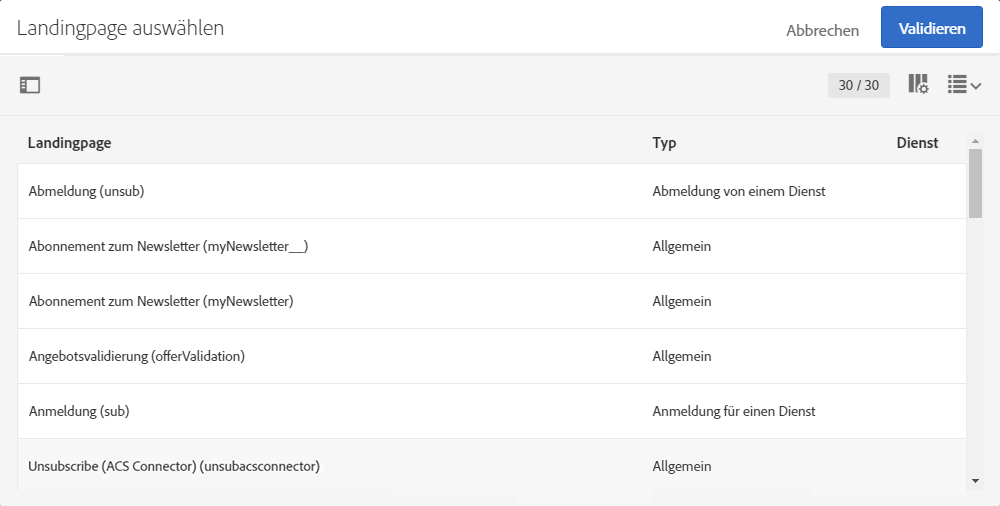 Landingpage auswählen
Abbrechen
Validieren
30 / 30
Landingpage Typ Dienst
Abmeldung (unsub) Abmeldung von einem Dienst
Abonnement zum Newsletter (myNewsletter__) Allgemein
Abonnement zum Newsletter (myNewsletter) Allgemein
Angebotsvalidierung (offerValidation) Allgemein
Anmeldung (sub) Anmeldung für einen Dienst
Unsubscribe (ACS Connector) (unsubacsconnector) Allgemein